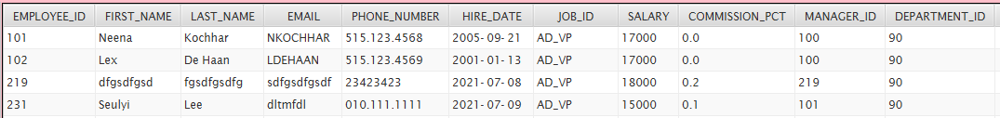 EMPLOYEE_ID FIRST_NAME LAST_NAME EMAIL PHONE_NUMBER HIRE_DATE JOB_ID SALARY COMMISSION_PCT MANAGER_ID DEPARTMENT_ID
101 Neena Kochhar NKOCHHAR 515.123.4568 2005-09-21 AD_VP 17000 0.0 100 90
102 Lex De Haan LDEHAAN 515.123.4569 2001-01-13 AD_VP 17000 0.0 100 90
219 dfgsdfgsd fgsdfgsdfg sdfgsdfgsdf 23423423 2021-07-08 AD_VP 18000 0.2 219 90
231 Seulyi Lee dltmfdl 010.111.1111 2021-07-09 AD_VP 15000 0.1 101 90